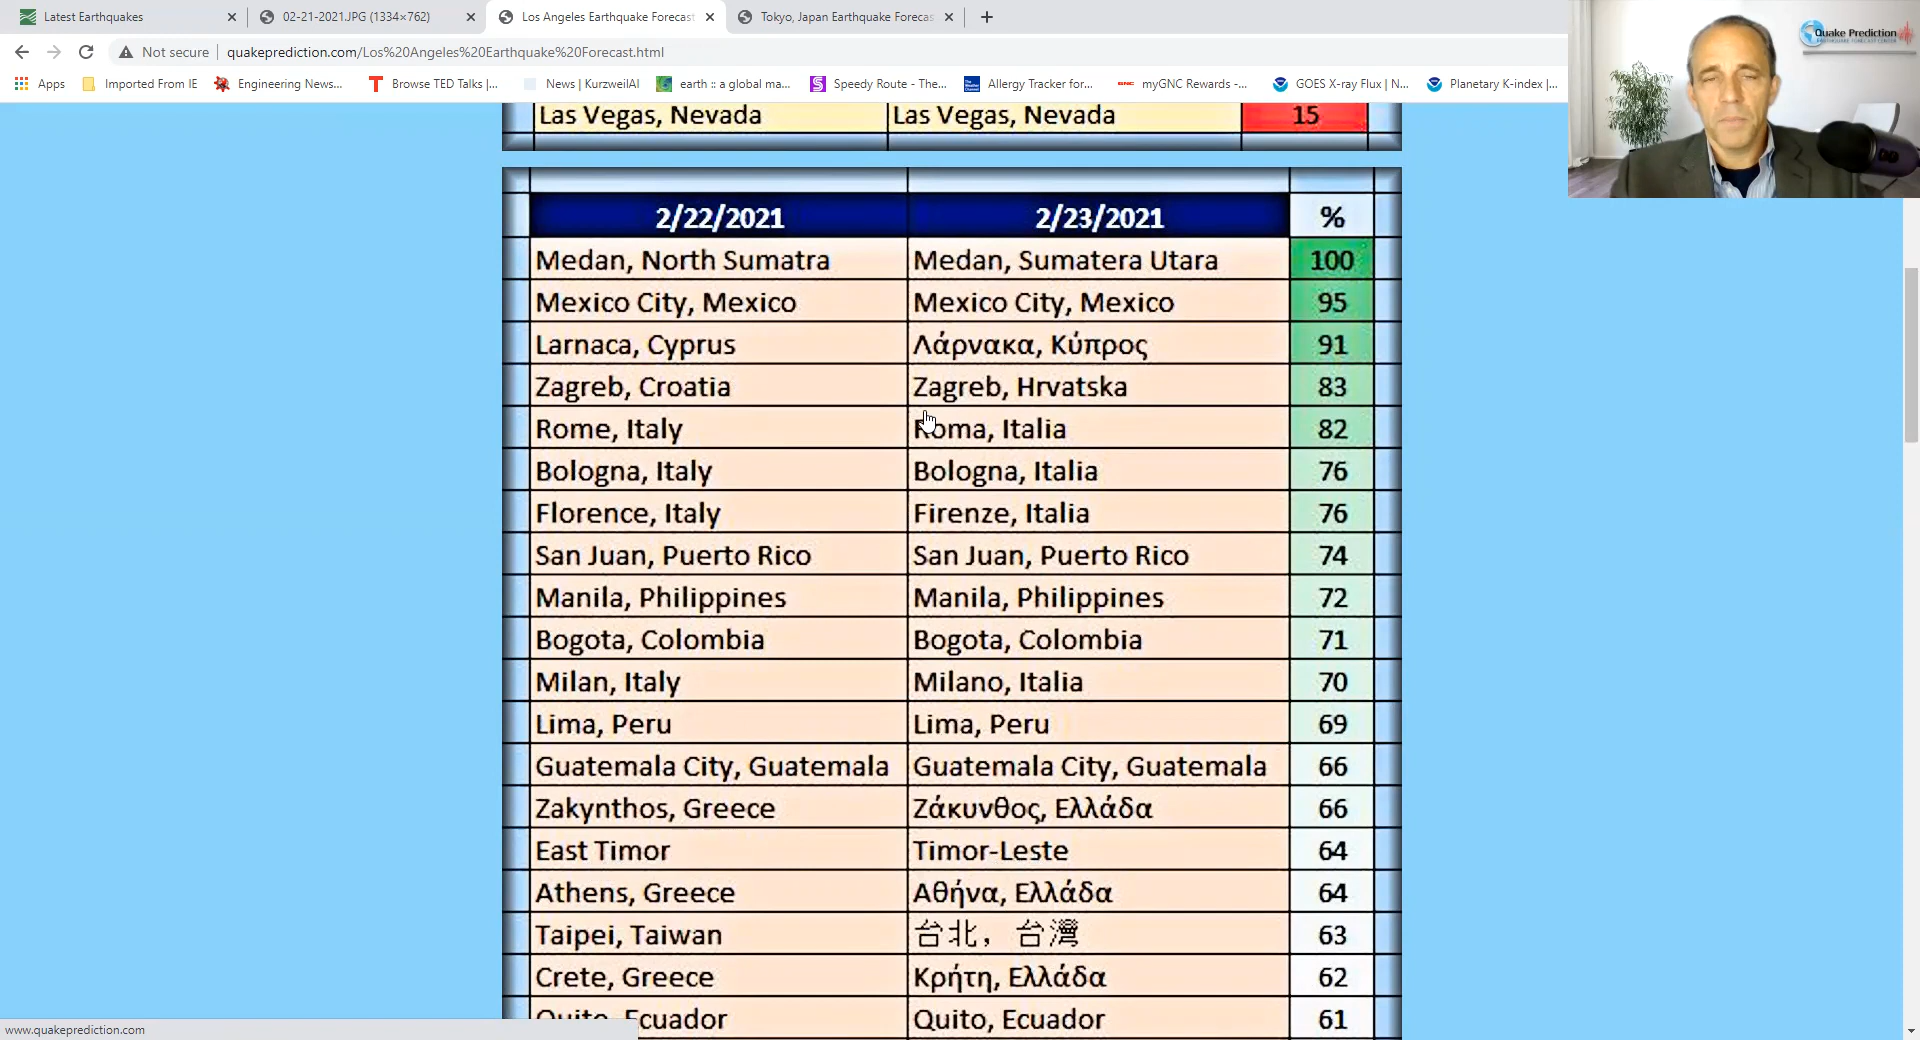 Latest Earthquakes
02-21-2021.JPG (1334×762)
Los Angeles Earthquake Forecast
Tokyo, Japan Earthquake Forecas
Not secure
quakeprediction.com/Los%20Angeles%20Earthquake%20Forecast.html
Apps
Imported From IE
Engineering News...
Browse TED Talks |...
News | KurzweilAI
earth :: a global ma...
Speedy Route - The...
Allergy Tracker for...
GNC
myGNC Rewards -...
GOES X-ray Flux | N...
Planetary K-index |...
Quake Prediction
EARTHQUAKE FORECAST CENTER
Las Vegas, Nevada Las Vegas, Nevada 15
2/22/2021 2/23/2021 %
Medan, North Sumatra Medan, Sumatera Utara 100
Mexico City, Mexico Mexico City, Mexico 95
Larnaca, Cyprus Λάρνακα, Κύπρος 91
Zagreb, Croatia Zagreb, Hrvatska 83
Rome, Italy Roma, Italia 82
Bologna, Italy Bologna, Italia 76
Florence, Italy Firenze, Italia 76
San Juan, Puerto Rico San Juan, Puerto Rico 74
Manila, Philippines Manila, Philippines 72
Bogota, Colombia Bogota, Colombia 71
Milan, Italy Milano, Italia 70
Lima, Peru Lima, Peru 69
Guatemala City, Guatemala Guatemala City, Guatemala 66
Zakynthos, Greece Ζάκυνθος, Ελλάδα 66
East Timor Timor-Leste 64
Athens, Greece Αθήνα, Ελλάδα 64
Taipei, Taiwan 台北，台灣 63
Crete, Greece Κρήτη, Ελλάδα 62
Quito, Ecuador Quito, Ecuador 61
www.quakeprediction.com